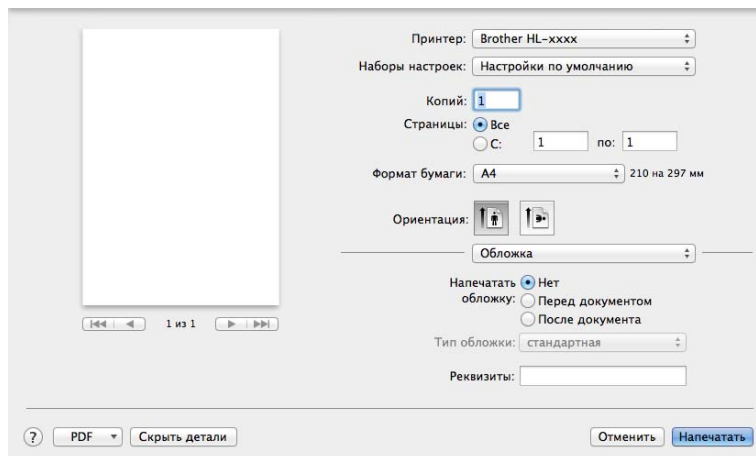 Принтер: Brother HL-xxxx
Наборы настроек: Настройки по умолчанию
Копий: 1
Страницы: Все
С: 1 по: 1
Формат бумаги: A4 210 на 297 мм
Ориентация:
Обложка
Напечатать обложку: Нет
Перед документом
После документа
Тип обложки: стандартная
Реквизиты:
1 из 1
? PDF Скрыть детали Отменить Напечатать